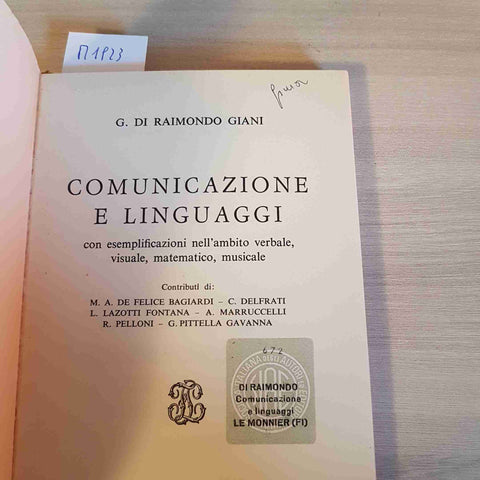 M1923
G. DI RAIMONDO GIANI
COMUNICAZIONE
E LINGUAGGI
con esemplificazioni nell'ambito verbale,
visuale, matematico, musicale
Contributi di:
M. A. DE FELICE BAGIARDI – C. DELFRATI
L. LAZOTTI FONTANA – A. MARRUCCELLI
R. PELLONI – G. PITTELLA GAVANNA
672
DI RAIMONDO
Comunicazione
e linguaggi
LE MONNIER (FI)